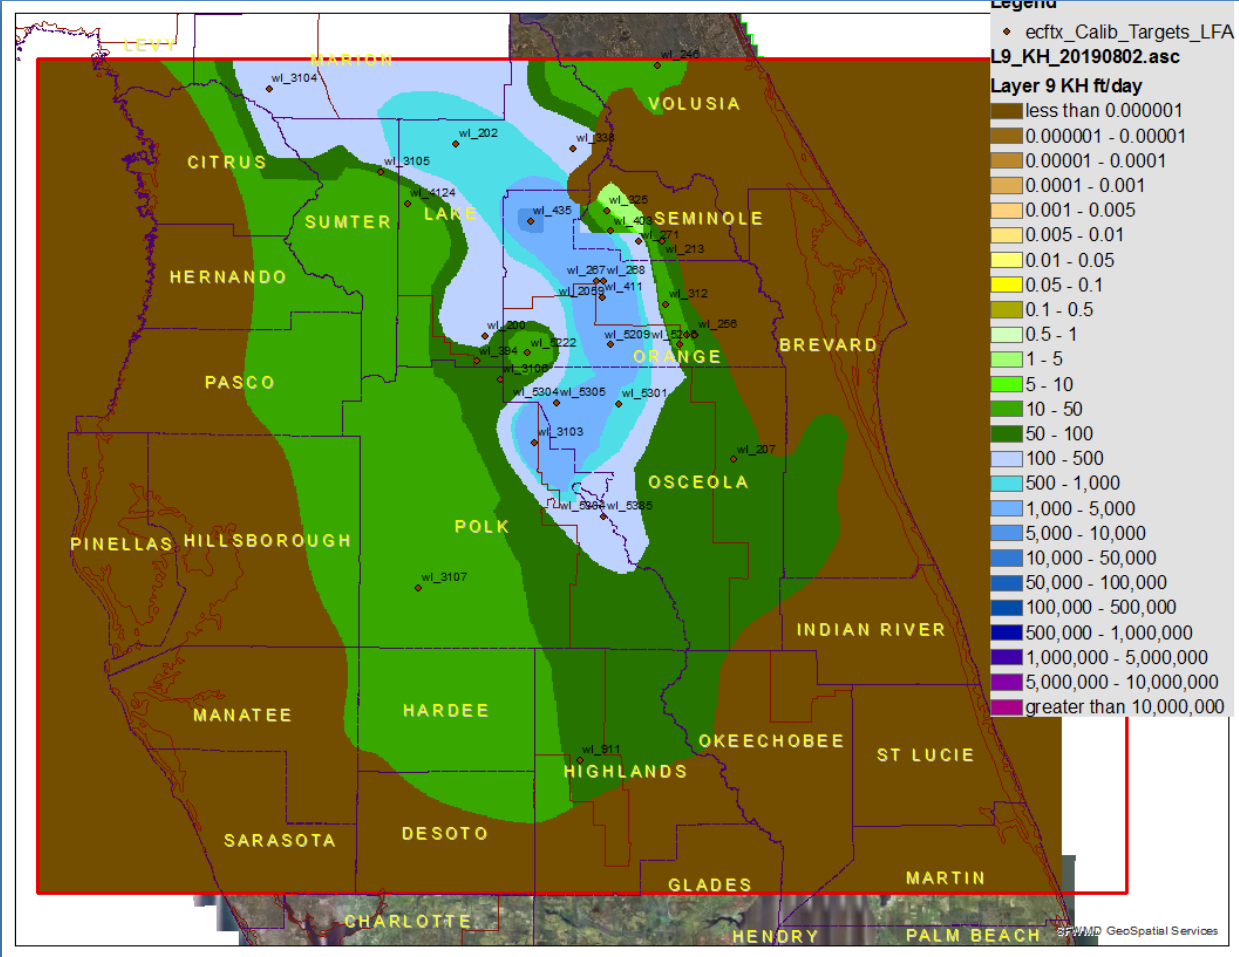 Legend
ecftx_Calib_Targets_LFA
L9_KH_20190802.asc
Layer 9 KH ft/day
less than 0.000001
0.000001 - 0.00001
0.00001 - 0.0001
0.0001 - 0.001
0.001 - 0.005
0.005 - 0.01
0.01 - 0.05
0.05 - 0.1
0.1 - 0.5
0.5 - 1
1 - 5
5 - 10
10 - 50
50 - 100
100 - 500
500 - 1,000
1,000 - 5,000
5,000 - 10,000
10,000 - 50,000
50,000 - 100,000
100,000 - 500,000
500,000 - 1,000,000
1,000,000 - 5,000,000
5,000,000 - 10,000,000
greater than 10,000,000
LEVY
MARION
wl_246
wl_3104
VOLUSIA
wl_202
wl_338
CITRUS
wl_3105
wl_4124
wl_325
LAKE
wl_435
SEMINOLE
SUMTER
wl_403
wl_271
wl_213
HERNANDO
wl_267
wl_268
wl_2059
wl_411
wl_312
wl_200
wl_256
wl_5222
wl_5209
BREVARD
wl_394
ORANGE
PASCO
wl_3106
wl_5304
wl_5305
wl_5301
wl_3103
wl_207
OSCEOLA
wl_5385
POLK
PINELLAS
HILLSBOROUGH
wl_3107
INDIAN RIVER
MANATEE
HARDEE
OKEECHOBEE
wl_911
ST LUCIE
HIGHLANDS
SARASOTA
DESOTO
GLADES
MARTIN
CHARLOTTE
HENDRY
PALM BEACH
SFWMD GeoSpatial Services